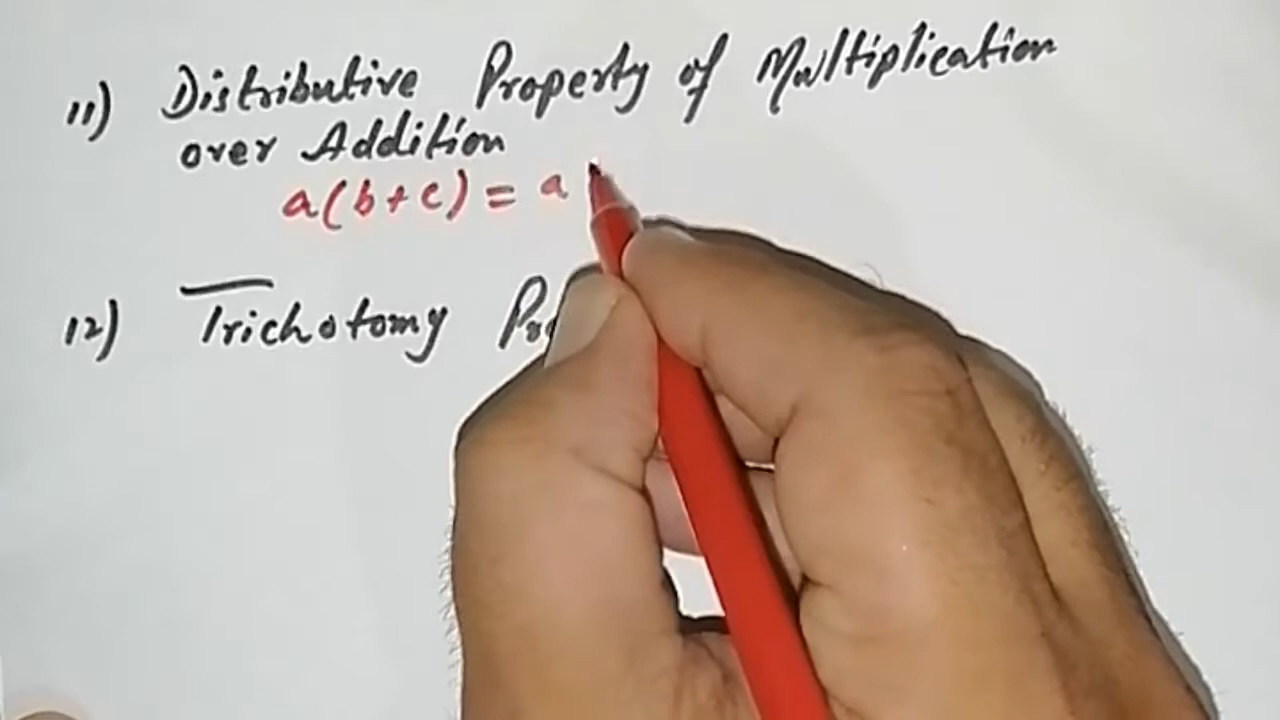 11) Distributive Property of Multiplication
over Addition
a(b+c) = a
12) Trichotomy